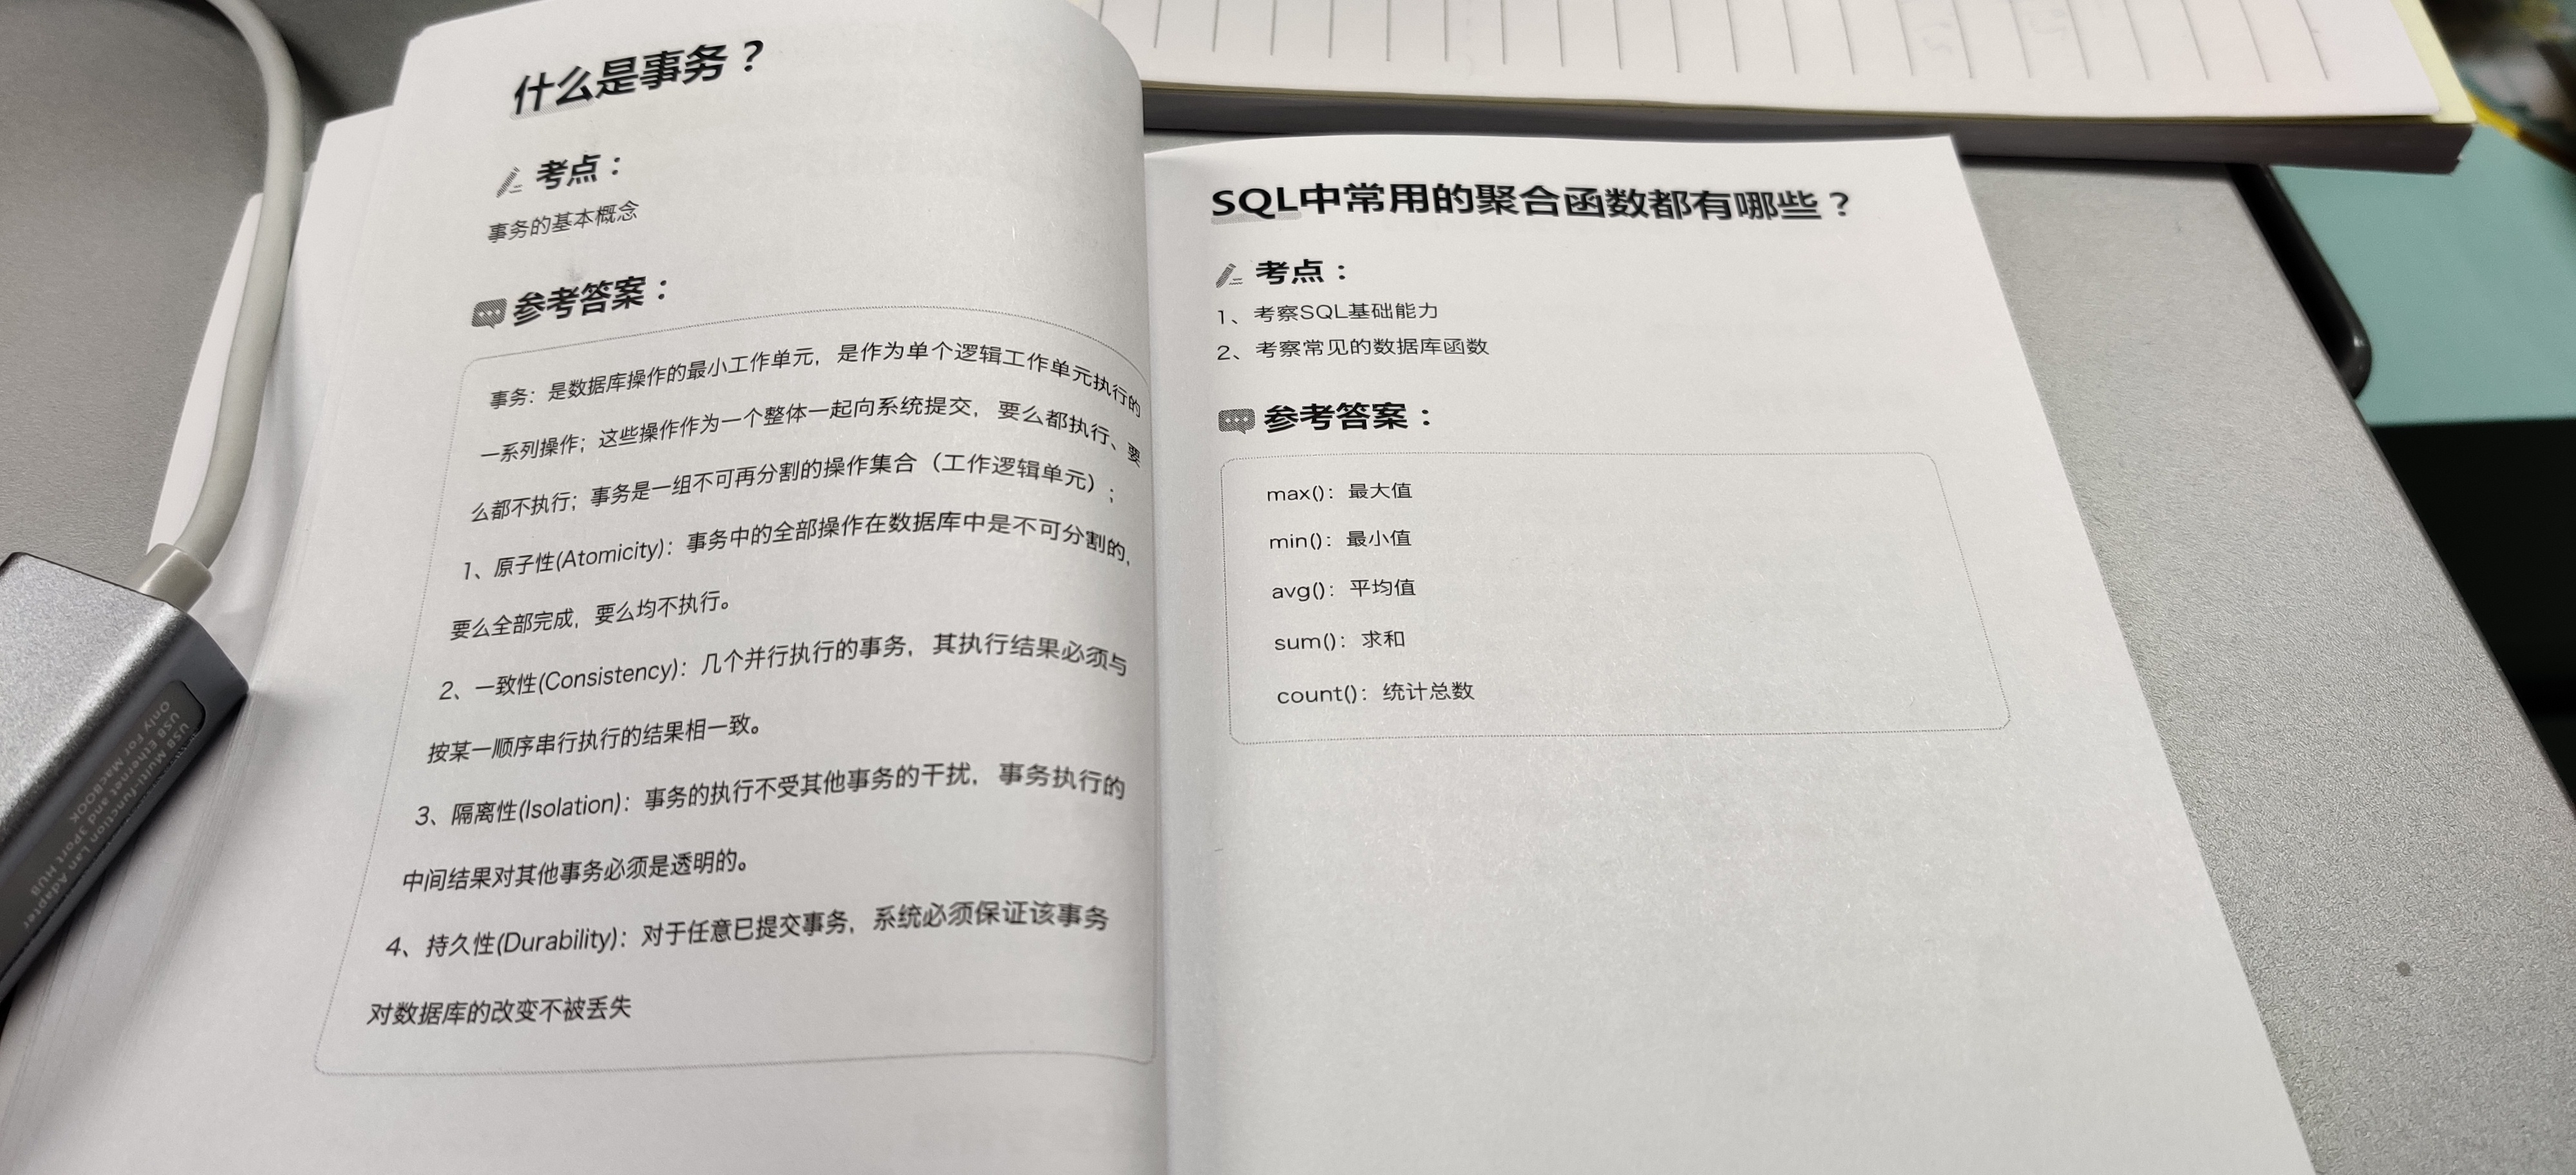 什么是事务？
考点：
事务的基本概念
参考答案：
事务：是数据库操作的最小工作单元，是作为单个逻辑工作单元执行的
一系列操作；这些操作作为一个整体一起向系统提交，要么都执行、要
么都不执行；事务是一组不可再分割的操作集合（工作逻辑单元）；
1、原子性(Atomicity)：事务中的全部操作在数据库中是不可分割的，
要么全部完成，要么均不执行。
2、一致性(Consistency)：几个并行执行的事务，其执行结果必须与
按某一顺序串行执行的结果相一致。
3、隔离性(Isolation)：事务的执行不受其他事务的干扰，事务执行的
中间结果对其他事务必须是透明的。
4、持久性(Durability)：对于任意已提交事务，系统必须保证该事务
对数据库的改变不被丢失
SQL中常用的聚合函数都有哪些？
考点：
1、考察SQL基础能力
2、考察常见的数据库函数
参考答案：
max()：最大值
min()：最小值
avg()：平均值
sum()：求和
count()：统计总数
USB Multi-function Lan Adapter
USB Ethernet and 3Port HUB
Only For MacBOOK